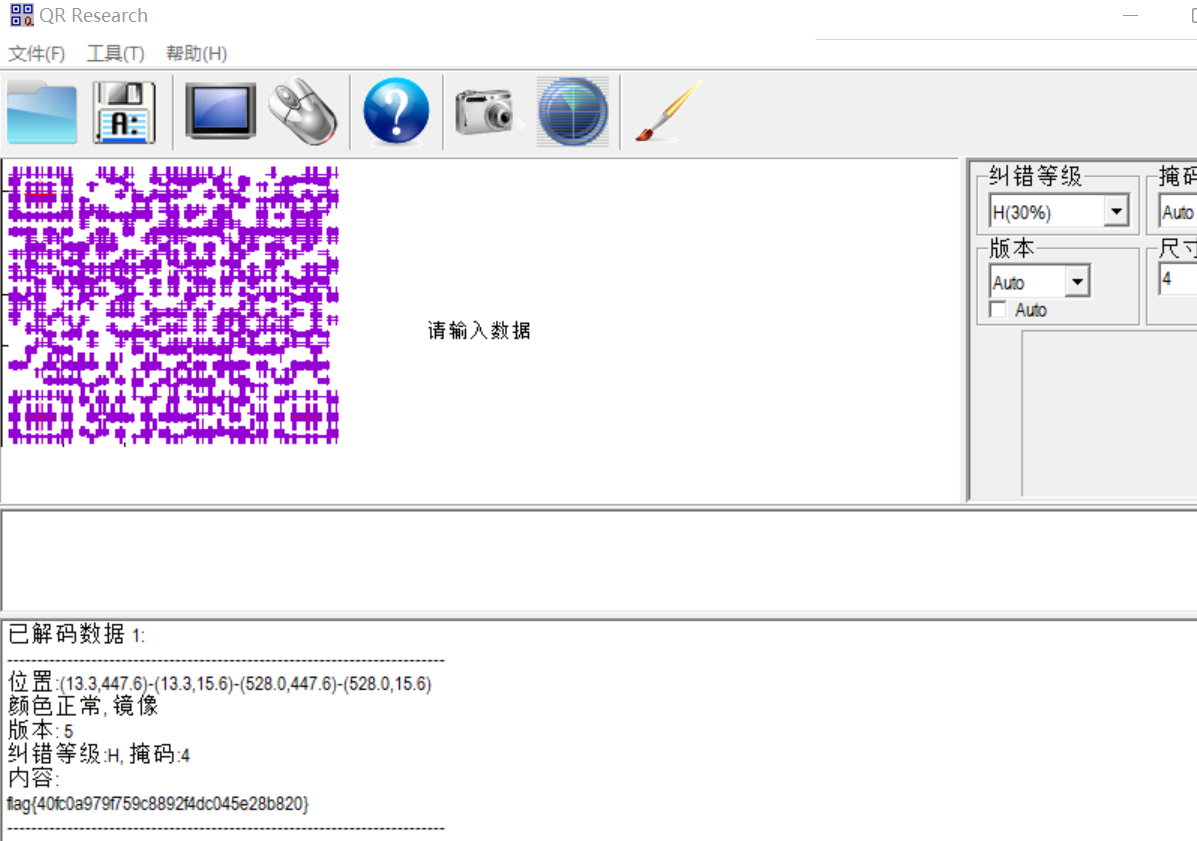 QR Research
文件(F) 工具(T) 帮助(H)
A:
?
纠错等级
掩码
H(30%)
Auto
版本
尺寸
Auto
4
Auto
请输入数据
已解码数据 1:
--------------------------------------------------------------------------
位置:(13.3,447.6)-(13.3,15.6)-(528.0,447.6)-(528.0,15.6)
颜色正常, 镜像
版本: 5
纠错等级:H, 掩码:4
内容:
flag{40fc0a979f759c8892f4dc045e28b820}
--------------------------------------------------------------------------